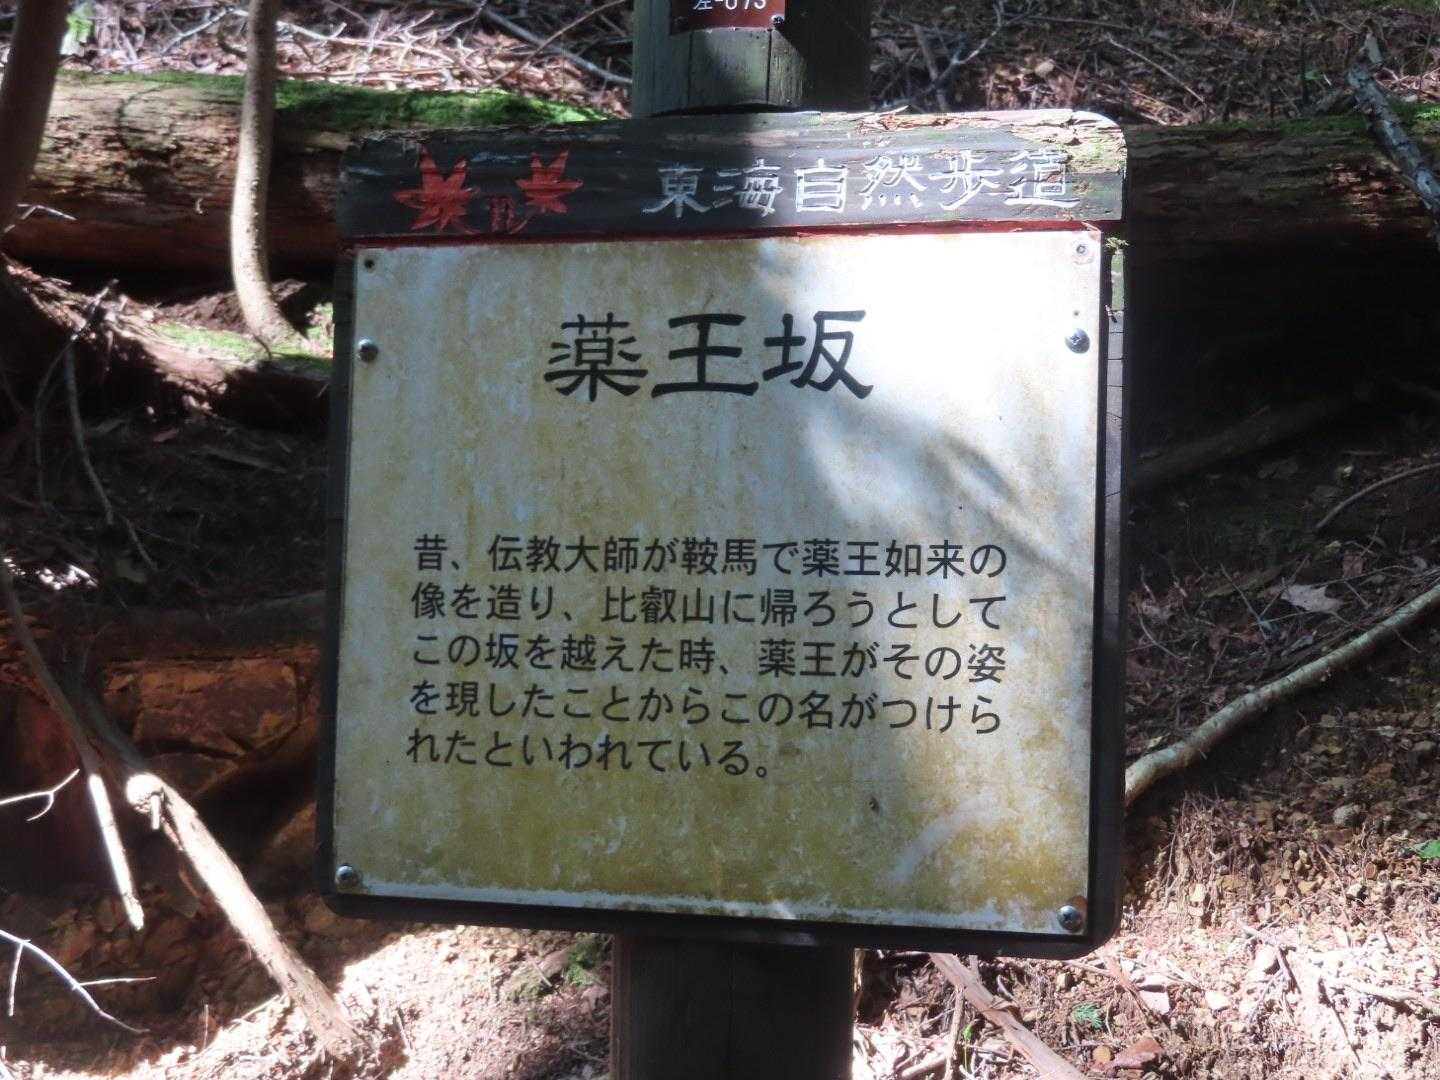 左-073
東海自然歩道
薬王坂
昔、伝教大師が鞍馬で薬王如来の
像を造り、比叡山に帰ろうとして
この坂を越えた時、薬王がその姿
を現したことからこの名がつけら
れたといわれている。